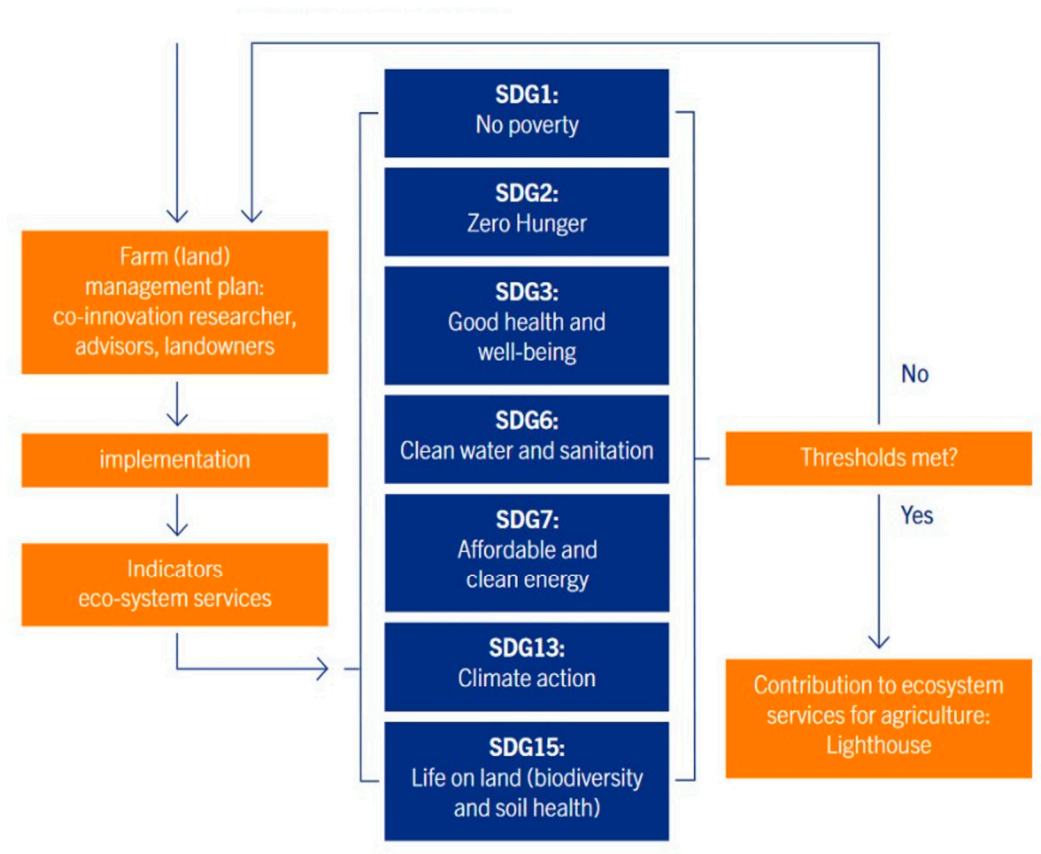 Farm (land)
management plan:
co-innovation researcher,
advisors, landowners
implementation
Indicators
eco-system services
SDG1:
No poverty
SDG2:
Zero Hunger
SDG3:
Good health and
well-being
SDG6:
Clean water and sanitation
SDG7:
Affordable and
clean energy
SDG13:
Climate action
SDG15:
Life on land (biodiversity
and soil health)
No
Thresholds met?
Yes
Contribution to ecosystem
services for agriculture:
Lighthouse